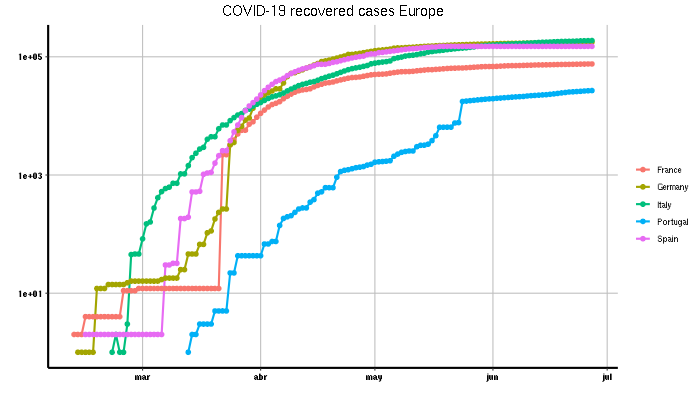 COVID-19 recovered cases Europe
1e+05
1e+03
1e+01
mar abr may jun jul
France
Germany
Italy
Portugal
Spain